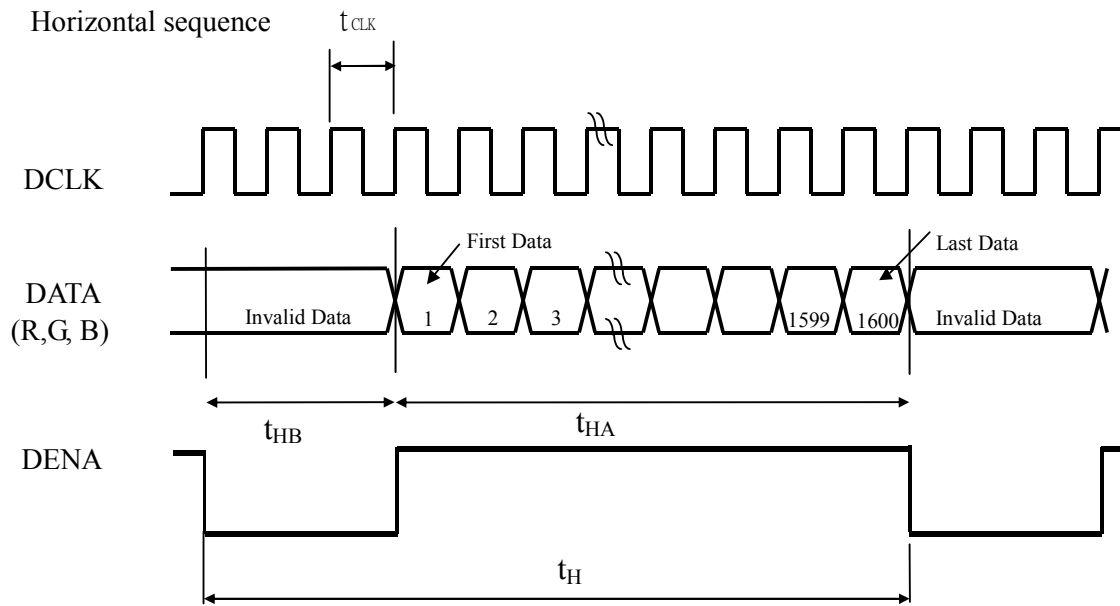 Horizontal sequence
tCLK
DCLK
First Data
Last Data
DATA
(R,G, B)
Invalid Data
1
2
3
1599
1600
Invalid Data
tHB
tHA
DENA
tH